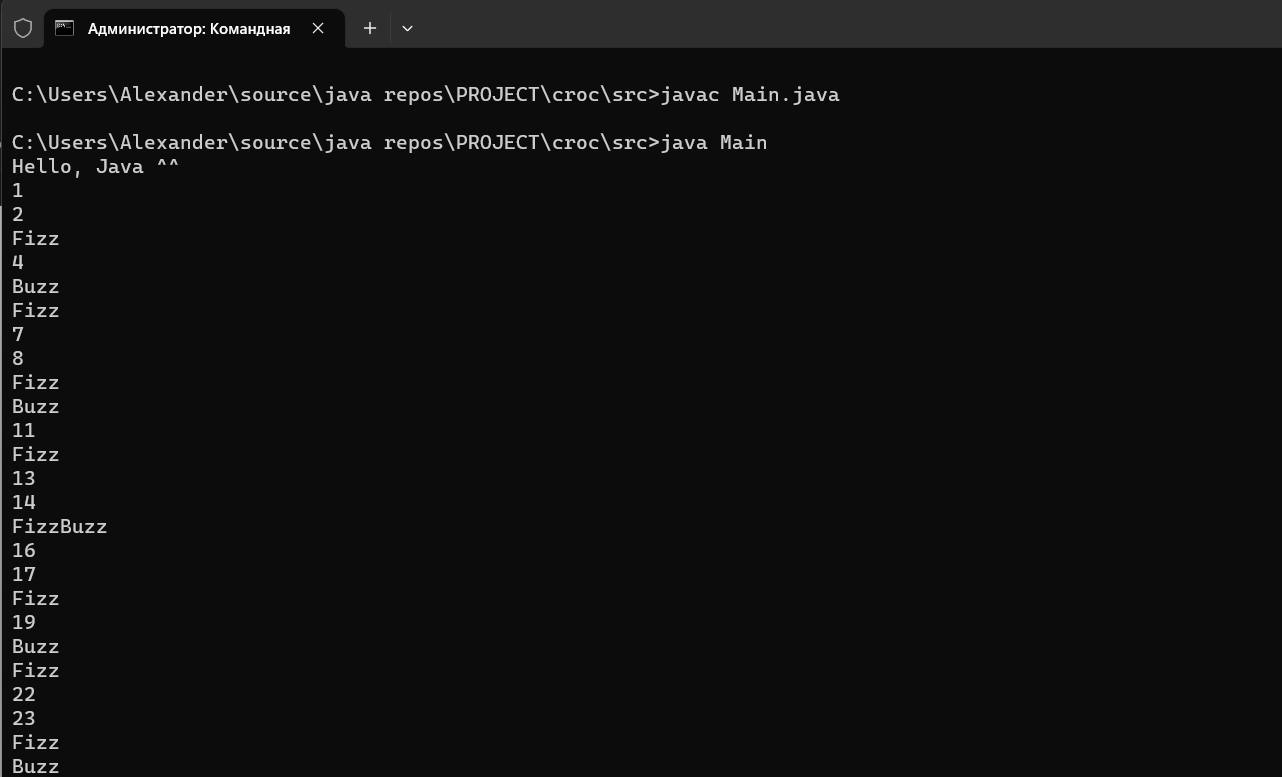 Администратор: Командная
C:\Users\Alexander\source\java repos\PROJECT\croc\src>javac Main.java
C:\Users\Alexander\source\java repos\PROJECT\croc\src>java Main
Hello, Java ^^
1
2
Fizz
4
Buzz
Fizz
7
8
Fizz
Buzz
11
Fizz
13
14
FizzBuzz
16
17
Fizz
19
Buzz
Fizz
22
23
Fizz
Buzz